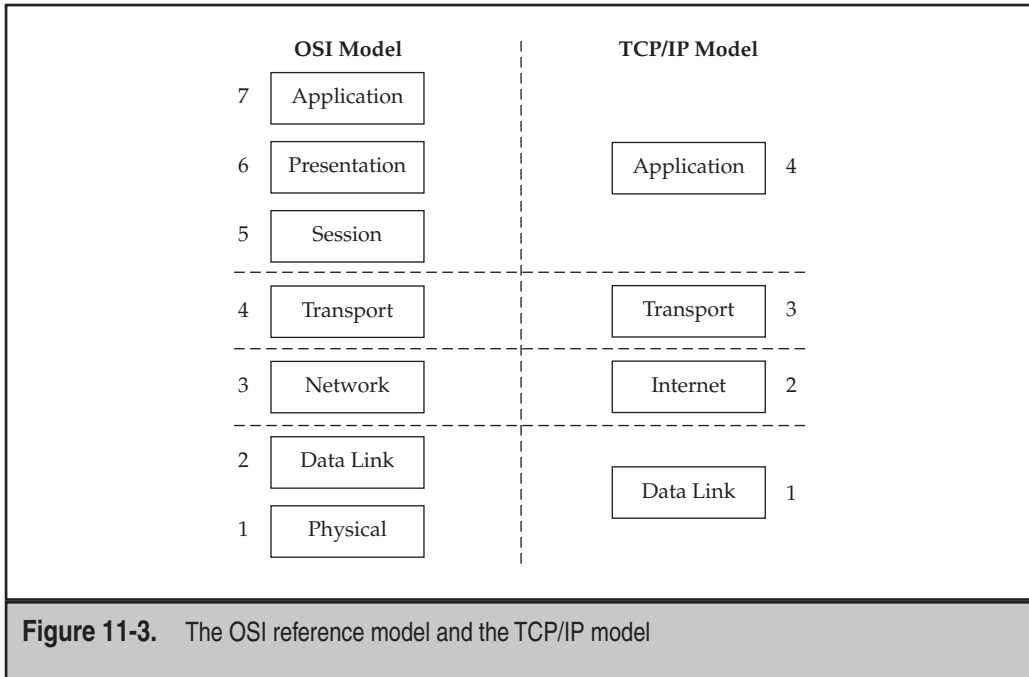 OSI Model TCP/IP Model
7 Application
6 Presentation Application 4
5 Session
4 Transport Transport 3
3 Network Internet 2
2 Data Link
Data Link 1
1 Physical
Figure 11-3. The OSI reference model and the TCP/IP model